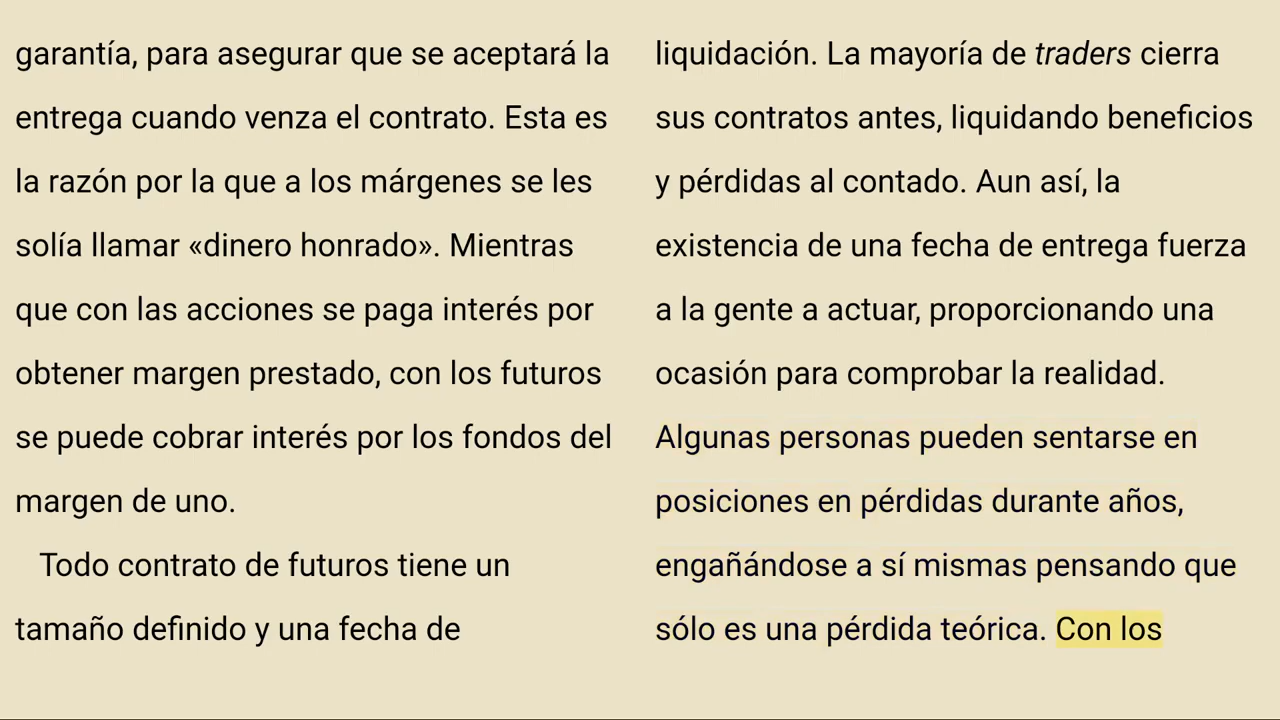 garantía, para asegurar que se aceptará la
entrega cuando venza el contrato. Esta es
la razón por la que a los márgenes se les
solía llamar «dinero honrado». Mientras
que con las acciones se paga interés por
obtener margen prestado, con los futuros
se puede cobrar interés por los fondos del
margen de uno.
Todo contrato de futuros tiene un
tamaño definido y una fecha de
liquidación. La mayoría de traders cierra
sus contratos antes, liquidando beneficios
y pérdidas al contado. Aun así, la
existencia de una fecha de entrega fuerza
a la gente a actuar, proporcionando una
ocasión para comprobar la realidad.
Algunas personas pueden sentarse en
posiciones en pérdidas durante años,
engañándose a sí mismas pensando que
sólo es una pérdida teórica. Con los